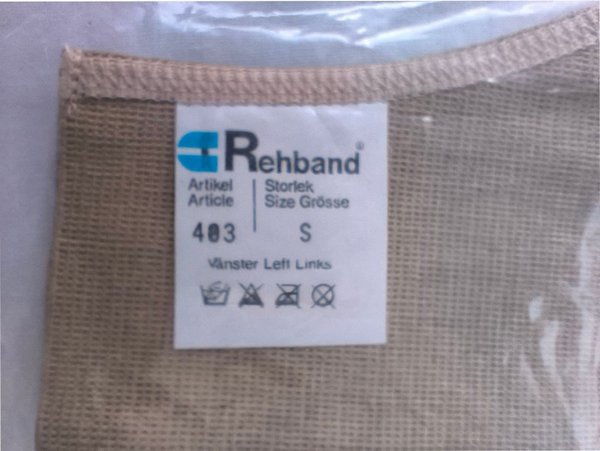 Rehband®
Artikel Storlek
Article Size Grösse
403 S
Vänster Left Links